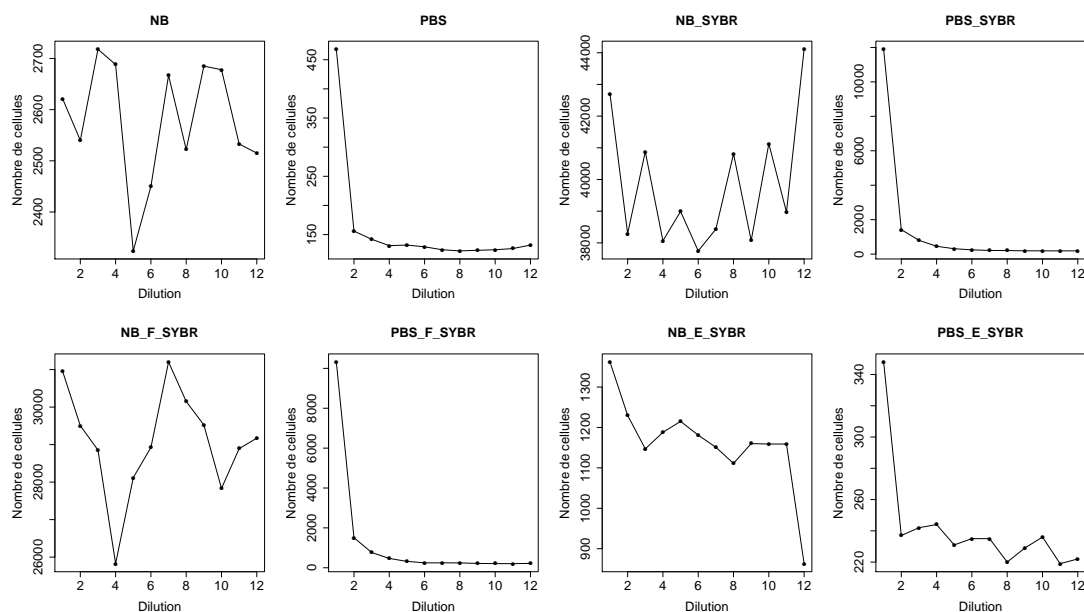 NB
Nombre de cellules
2400 2500 2600 2700
2 4 6 8 10 12
Dilution
PBS
Nombre de cellules
150 250 350 450
2 4 6 8 10 12
Dilution
NB_SYBR
Nombre de cellules
38000 40000 42000 44000
2 4 6 8 10 12
Dilution
PBS_SYBR
Nombre de cellules
0 2000 6000 10000
2 4 6 8 10 12
Dilution
NB_F_SYBR
Nombre de cellules
26000 28000 30000
2 4 6 8 10 12
Dilution
PBS_F_SYBR
Nombre de cellules
0 2000 4000 6000 8000
2 4 6 8 10 12
Dilution
NB_E_SYBR
Nombre de cellules
900 1000 1100 1200 1300
2 4 6 8 10 12
Dilution
PBS_E_SYBR
Nombre de cellules
220 260 300 340
2 4 6 8 10 12
Dilution